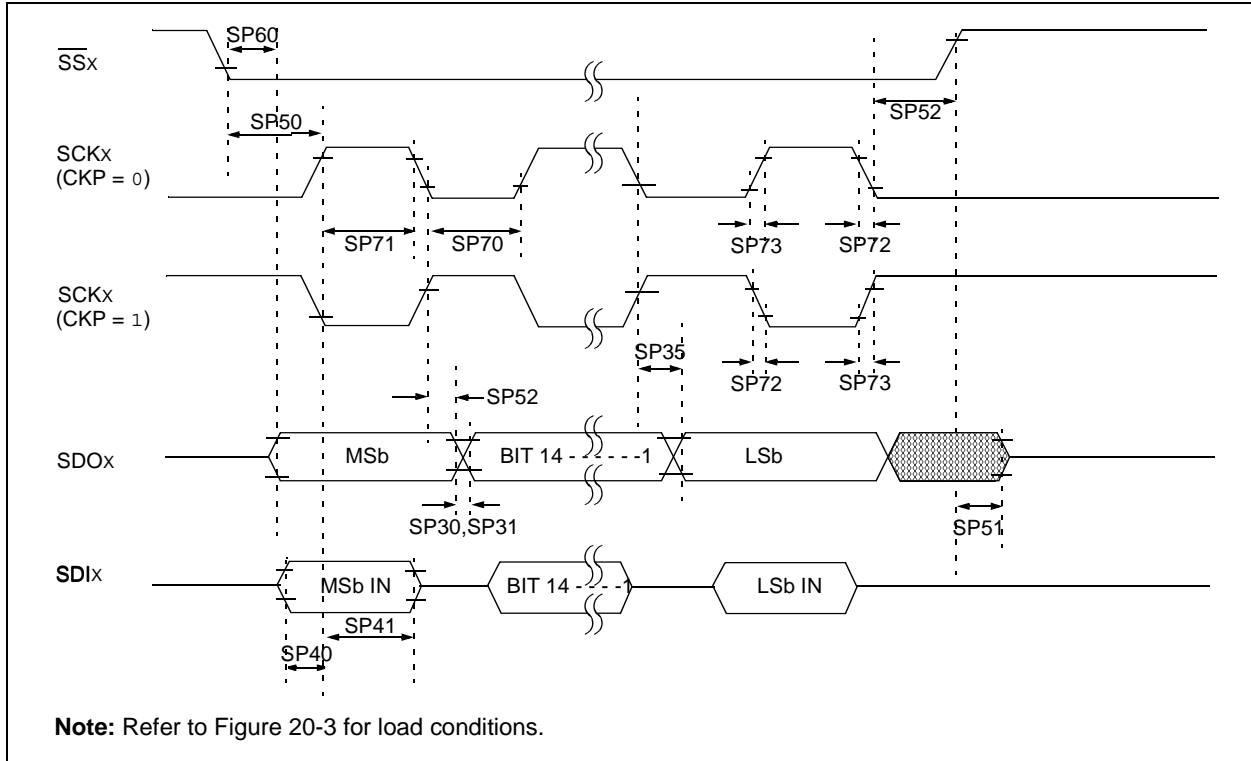 SP60
SSX
SP52
SP50
SCKX
(CKP = 0)
SP71
SP70
SP73
SP72
SCKX
(CKP = 1)
SP35
SP72
SP73
SP52
SDOX
MSb
BIT 14 - - - - - -1
LSb
SP30,SP31
SP51
SDIX
MSb IN
BIT 14 - - - - -1
LSb IN
SP41
SP40
Note: Refer to Figure 20-3 for load conditions.